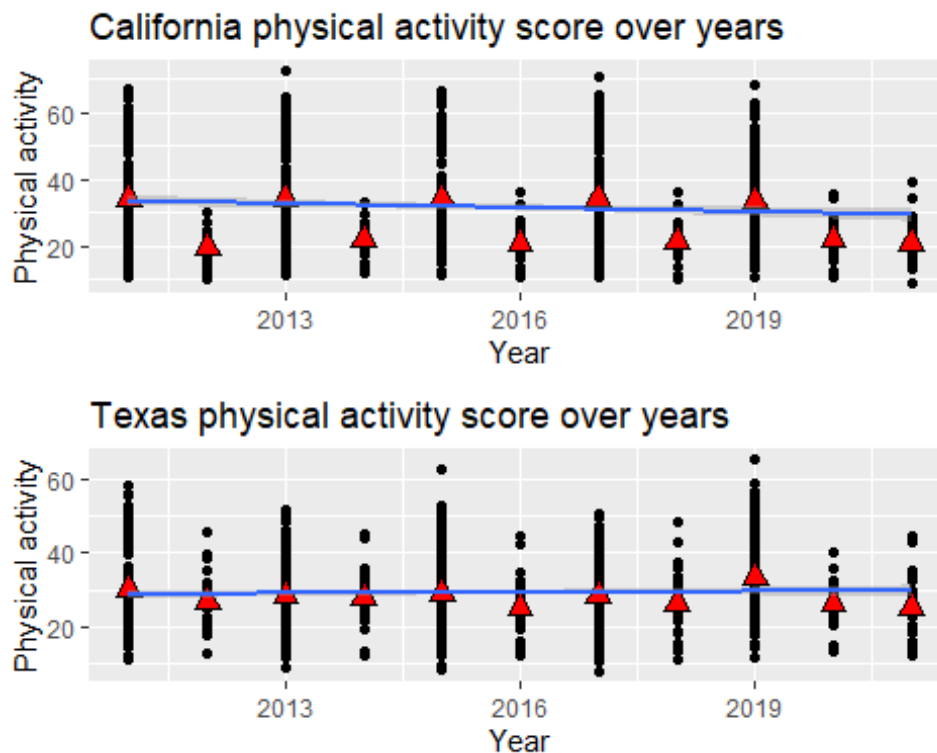 California physical activity score over years
Physical activity
60
40
20
2013 2016 2019
Year
Texas physical activity score over years
Physical activity
60
40
20
2013 2016 2019
Year